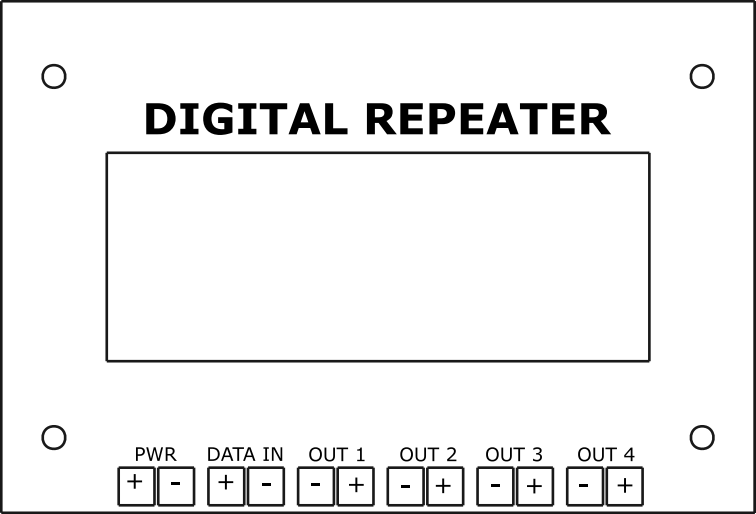 DIGITAL REPEATER
PWR DATA IN OUT 1 OUT 2 OUT 3 OUT 4
+ - + - - + - + - + - +